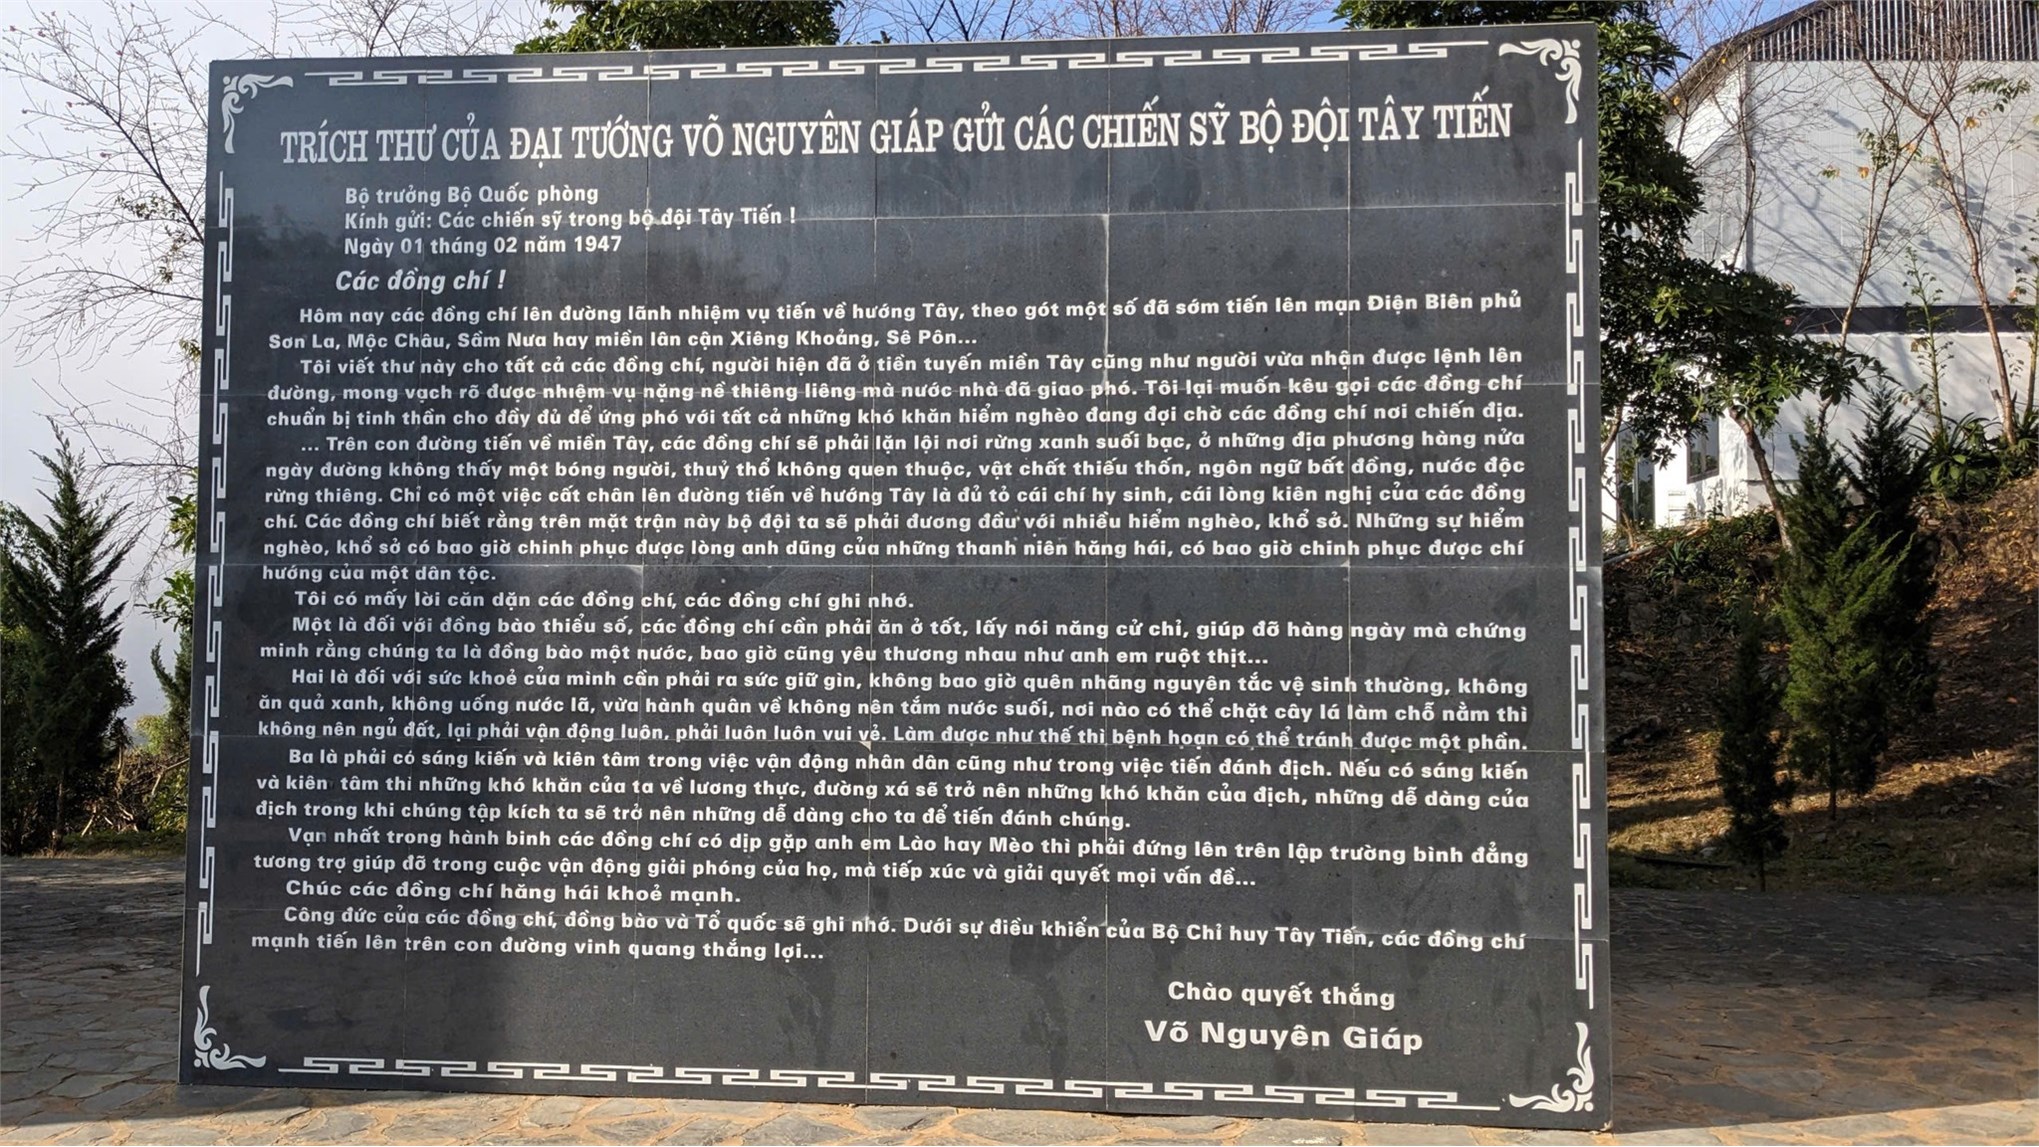 TRÍCH THƯ CỦA ĐẠI TƯỚNG VÕ NGUYÊN GIÁP GỬI CÁC CHIẾN SỸ BỘ ĐỘI TÂY TIẾN
Bộ trưởng Bộ Quốc phòng
Kính gửi: Các chiến sỹ trong bộ đội Tây Tiến !
Ngày 01 tháng 02 năm 1947
Các đồng chí !
Hôm nay các đồng chí lên đường lãnh nhiệm vụ tiến về hướng Tây, theo gót một số đã sớm tiến lên mạn Điện Biên phủ
Sơn La, Mộc Châu, Sầm Nưa hay miền lân cận Xiêng Khoảng, Sê Pôn...
Tôi viết thư này cho tất cả các đồng chí, người hiện đã ở tiền tuyến miền Tây cũng như người vừa nhận được lệnh lên
đường, mong vạch rõ được nhiệm vụ nặng nề thiêng liêng mà nước nhà đã giao phó. Tôi lại muốn kêu gọi các đồng chí
chuẩn bị tinh thần cho đầy đủ để ứng phó với tất cả những khó khăn hiểm nghèo đang đợi chờ các đồng chí nơi chiến địa.
... Trên con đường tiến về miền Tây, các đồng chí sẽ phải lặn lội nơi rừng xanh suối bạc, ở những địa phương hàng nửa
ngày đường không thấy một bóng người, thuỷ thổ không quen thuộc, vật chất thiếu thốn, ngôn ngữ bất đồng, nước độc
rừng thiêng. Chỉ có một việc cất chân lên đường tiến về hướng Tây là đủ tỏ cái chí hy sinh, cái lòng kiên nghị của các đồng
chí. Các đồng chí biết rằng trên mặt trận này bộ đội ta sẽ phải đương đầu với nhiều hiểm nghèo, khổ sở. Những sự hiểm
nghèo, khổ sở có bao giờ chinh phục được lòng anh dũng của những thanh niên hăng hái, có bao giờ chinh phục được chí
hướng của một dân tộc.
Tôi có mấy lời căn dặn các đồng chí, các đồng chí ghi nhớ.
Một là đối với đồng bào thiểu số, các đồng chí cần phải ăn ở tốt, lấy nói năng cử chỉ, giúp đỡ hàng ngày mà chứng
minh rằng chúng ta là đồng bào một nước, bao giờ cũng yêu thương nhau như anh em ruột thịt...
Hai là đối với sức khoẻ của mình cần phải ra sức giữ gìn, không bao giờ quên nhãng nguyên tắc vệ sinh thường, không
ăn quả xanh, không uống nước lã, vừa hành quân về không nên tắm nước suối, nơi nào có thể chặt cây lá làm chỗ nằm thì
không nên ngủ đất, lại phải vận động luôn, phải luôn luôn vui vẻ. Làm được như thế thì bệnh hoạn có thể tránh được một phần.
Ba là phải có sáng kiến và kiên tâm trong việc vận động nhân dân cũng như trong việc tiến đánh địch. Nếu có sáng kiến
và kiên tâm thì những khó khăn của ta về lương thực, đường xá sẽ trở nên những khó khăn của địch, những dễ dàng của
địch trong khi chúng tập kích ta sẽ trở nên những dễ dàng cho ta để tiến đánh chúng.
Vạn nhất trong hành binh các đồng chí có dịp gặp anh em Lào hay Mèo thì phải đứng lên trên lập trường bình đẳng
tương trợ giúp đỡ trong cuộc vận động giải phóng của họ, mà tiếp xúc và giải quyết mọi vấn đề...
Chúc các đồng chí hăng hái khoẻ mạnh.
Công đức của các đồng chí, đồng bào và Tổ quốc sẽ ghi nhớ. Dưới sự điều khiển của Bộ Chỉ huy Tây Tiến, các đồng chí
mạnh tiến lên trên con đường vinh quang thắng lợi...
Chào quyết thắng
Võ Nguyên Giáp